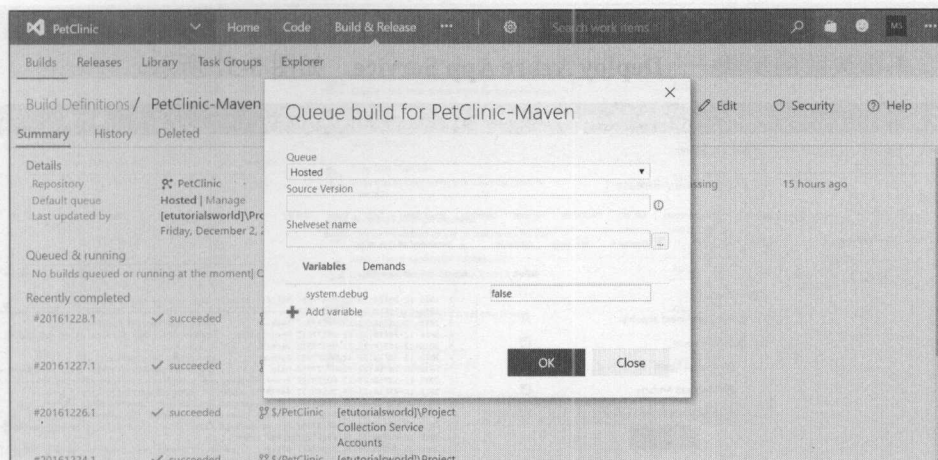 PetClinic Home Code Build & Release ••• Search work items MS •••
Builds Releases Library Task Groups Explorer
Build Definitions / PetClinic-Maven
Edit Security Help
Summary History Deleted
Details
Repository PetClinic
Default queue Hosted | Manage
Last updated by [etutorialsworld]\Pro
Friday, December 2, 2
15 hours ago
Queued & running
No builds queued or running at the moment| C
Recently completed
#20161228.1 succeeded
#20161227.1 succeeded
#20161226.1 succeeded $/PetClinic [etutorialsworld]\Project
Collection Service
Accounts
#20161224.1 succeeded $/PetClinic [etutorialsworld]\Project
Queue build for PetClinic-Maven
Queue
Hosted
Source Version
Shelveset name
...
Variables Demands
system.debug false
Add variable
OK Close